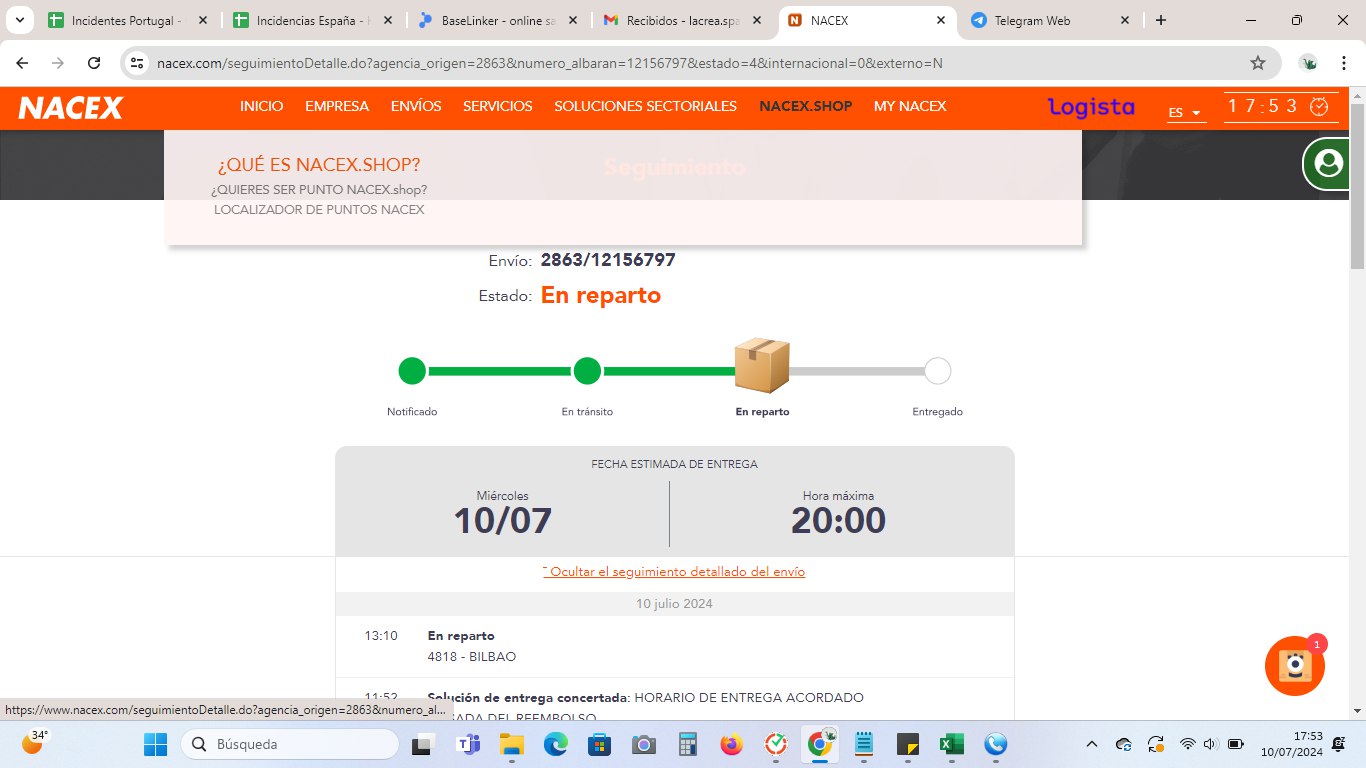 Incidentes Portugal -
Incidencias España - H
BaseLinker - online sa
Recibidos - lacrea.spa
NACEX
Telegram Web
nacex.com/seguimientoDetalle.do?agencia_origen=2863&numero_albaran=12156797&estado=4&internacional=0&externo=N
NACEX
INICIO
EMPRESA
ENVÍOS
SERVICIOS
SOLUCIONES SECTORIALES
NACEX.SHOP
MY NACEX
Logista
ES
17:53
¿QUÉ ES NACEX.SHOP?
Seguimiento
¿QUIERES SER PUNTO NACEX.shop?
LOCALIZADOR DE PUNTOS NACEX
Envío: 2863/12156797
Estado: En reparto
Notificado
En tránsito
En reparto
Entregado
FECHA ESTIMADA DE ENTREGA
Miércoles
10/07
Hora máxima
20:00
Ocultar el seguimiento detallado del envío
10 julio 2024
13:10 En reparto
4818 - BILBAO
1
11:52 Solución de entrega concertada: HORARIO DE ENTREGA ACORDADO
DEL REEMBOLSO
https://www.nacex.com/seguimientoDetalle.do?agencia_origen=2863&numero_al...
34°
Búsqueda
17:53
10/07/2024